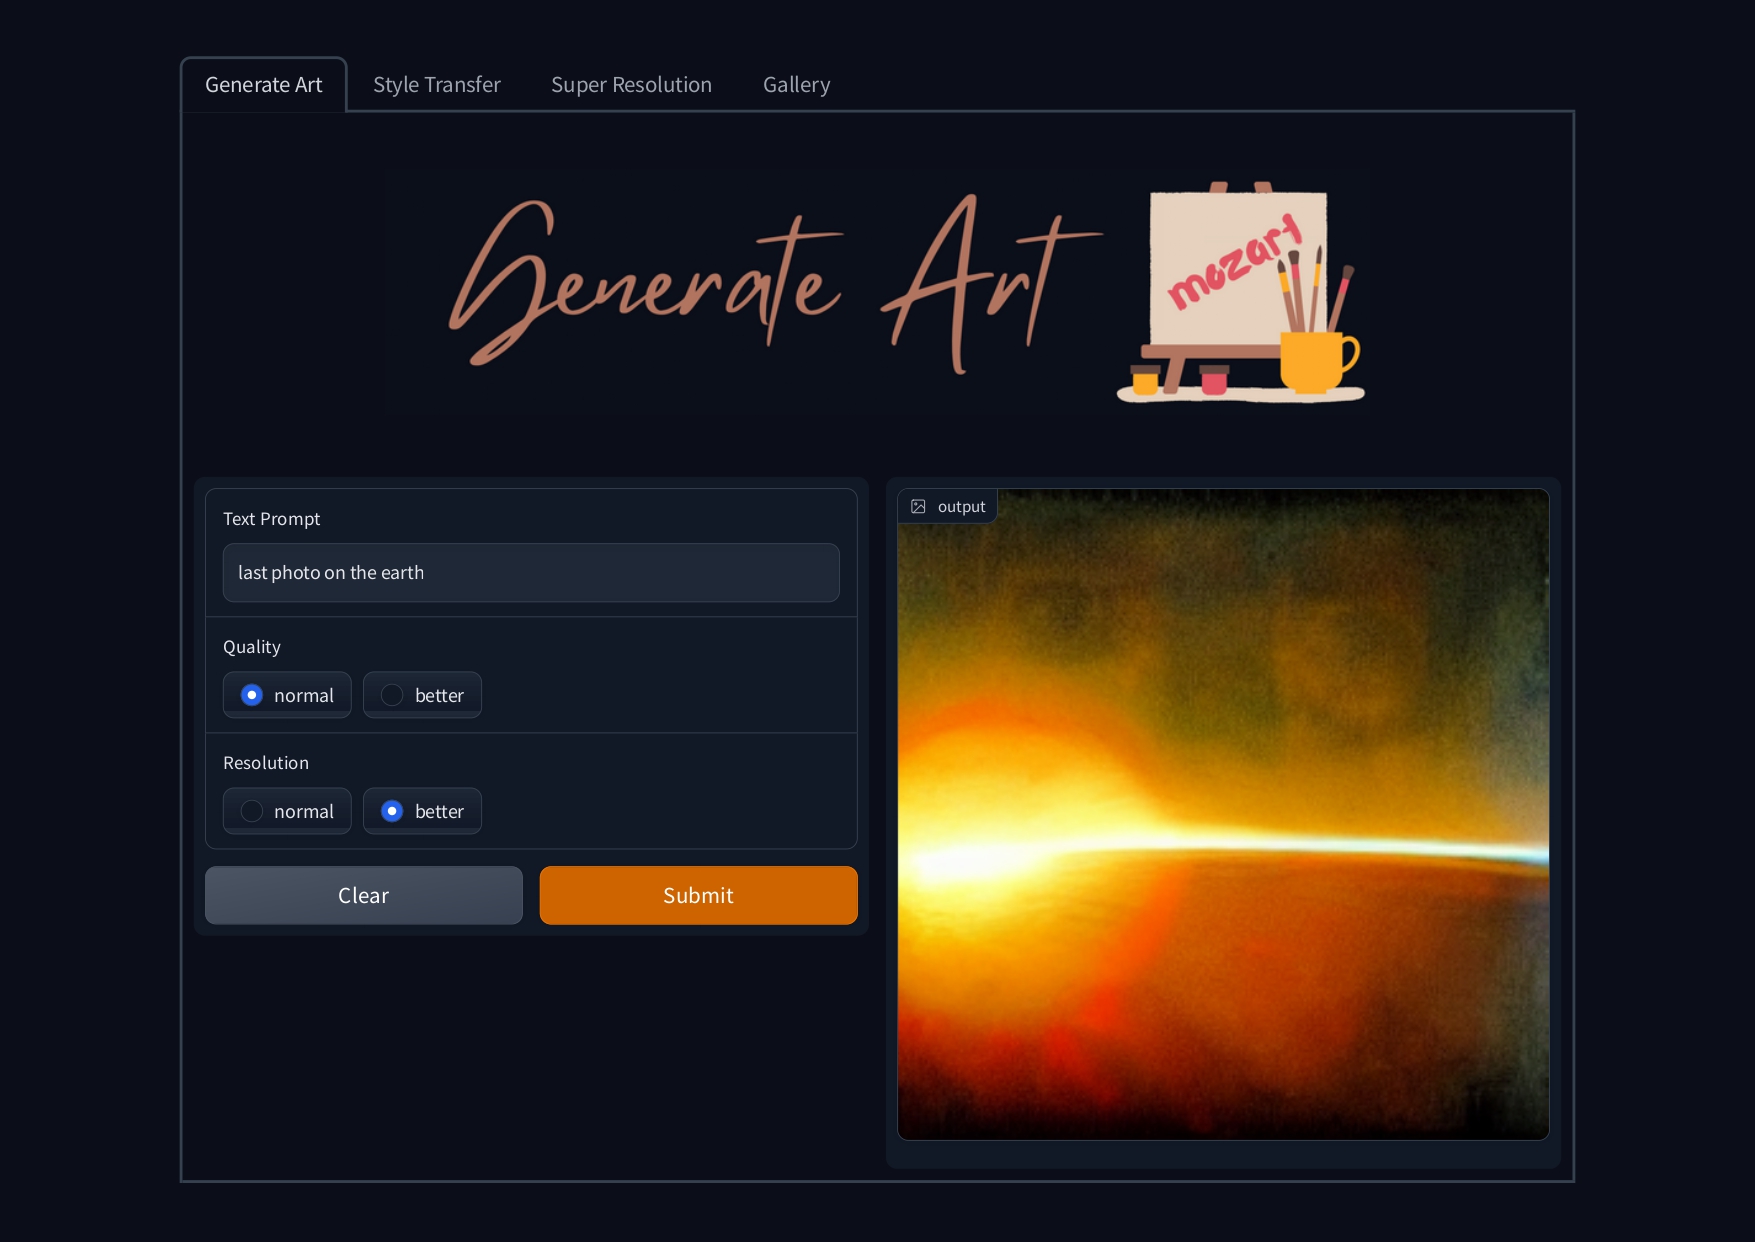 Generate Art
Style Transfer
Super Resolution
Gallery
Generate Art
mozart
Text Prompt
last photo on the earth
Quality
normal
better
Resolution
normal
better
Clear
Submit
output